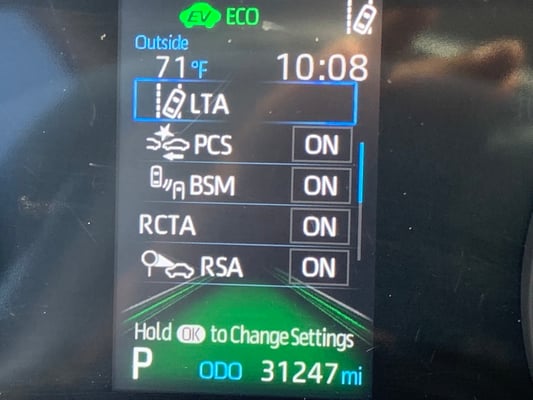 EV ECO
Outside
71°F 10:08
LTA
PCS ON
BSM ON
RCTA ON
RSA ON
Hold OK to Change Settings
P ODO 31247 mi